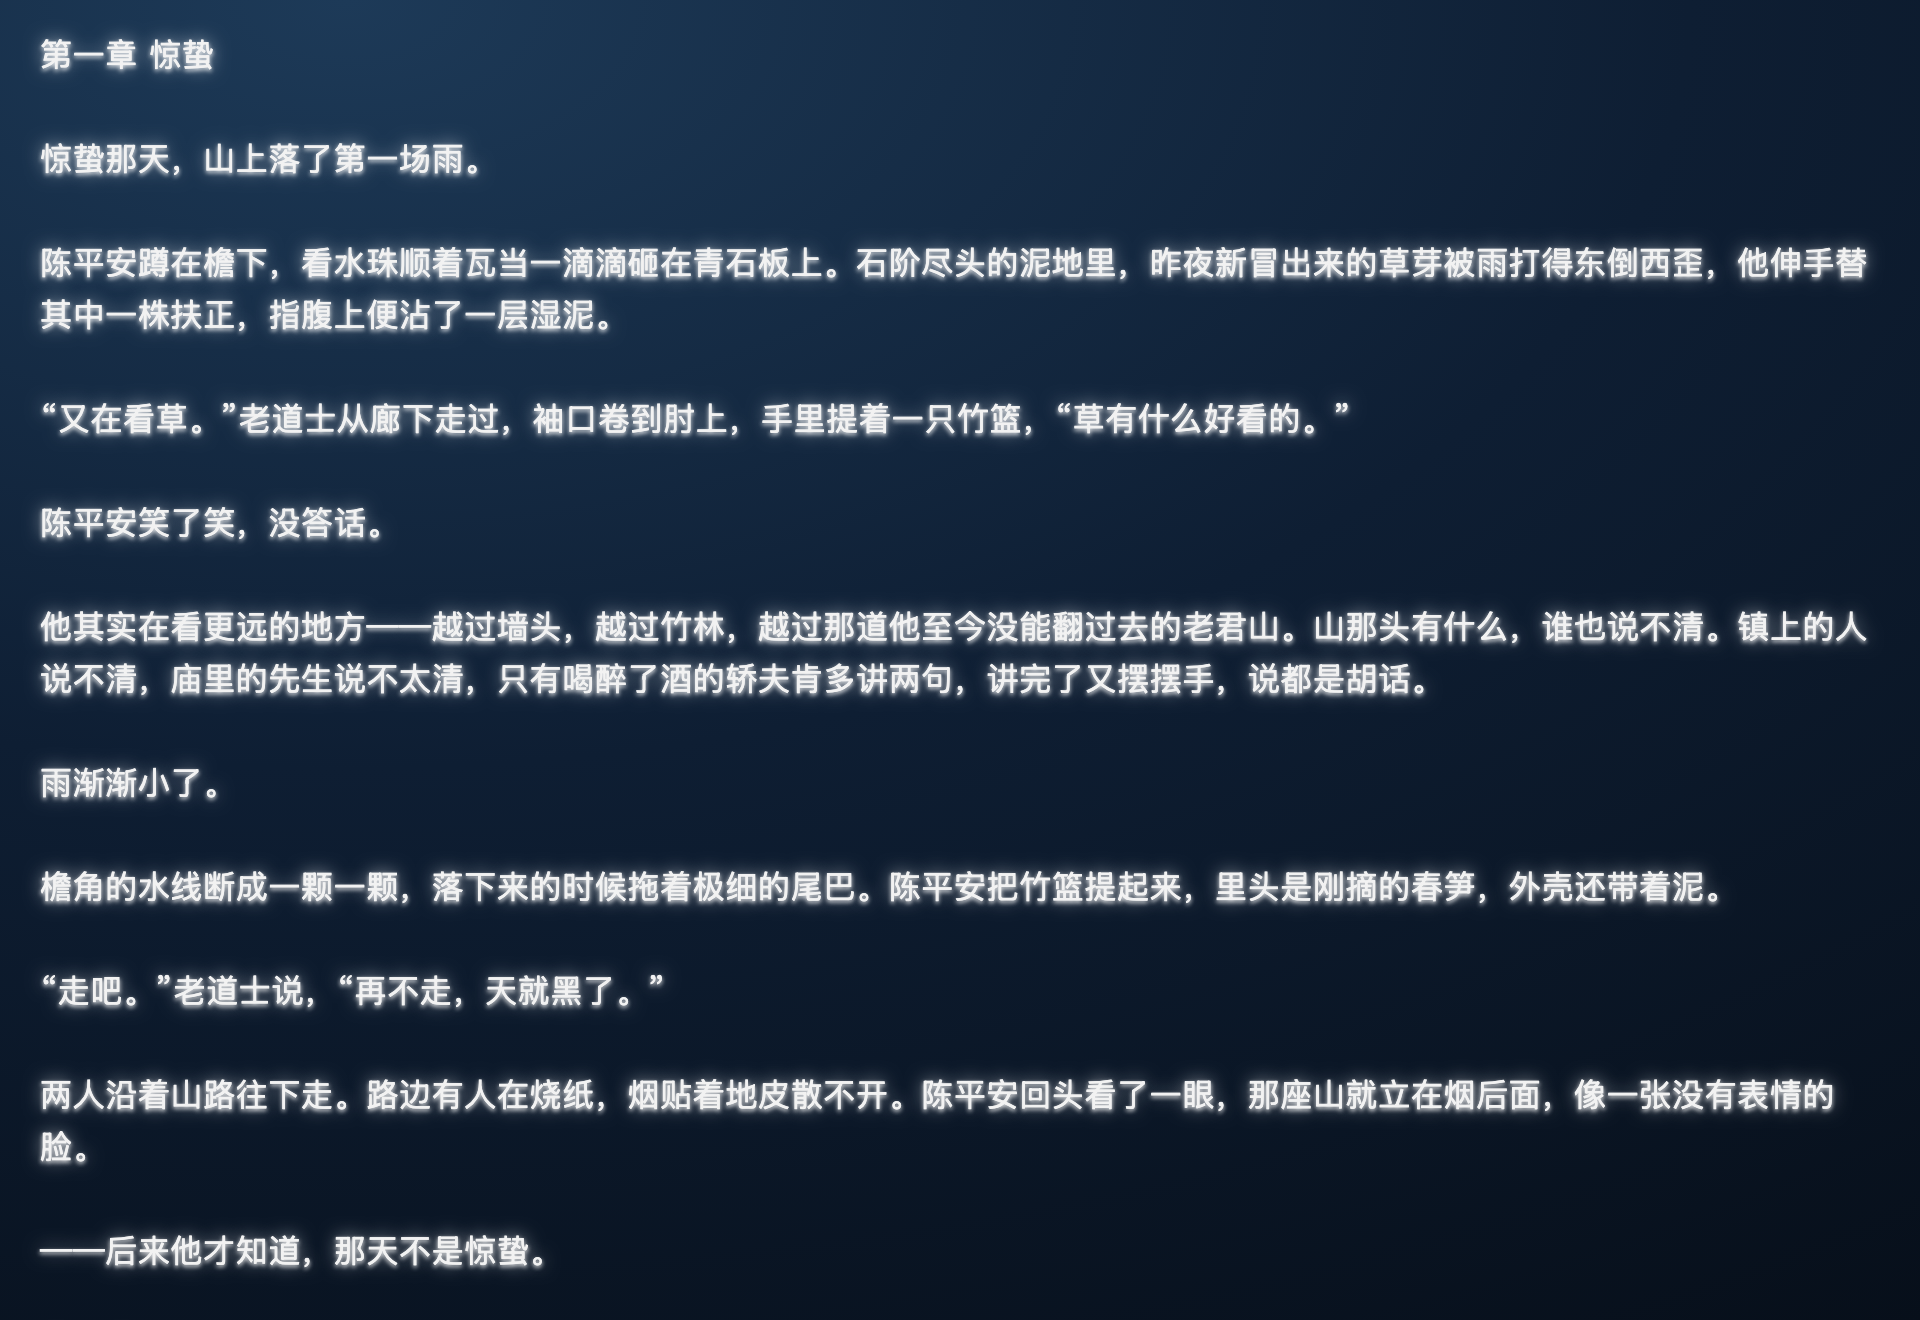 第一章 惊蛰
惊蛰那天，山上落了第一场雨。
陈平安蹲在檐下，看水珠顺着瓦当一滴滴砸在青石板上。石阶尽头的泥地里，昨夜新冒出来的草芽被雨打得东倒西歪，他伸手替
其中一株扶正，指腹上便沾了一层湿泥。
“又在看草。”老道士从廊下走过，袖口卷到肘上，手里提着一只竹篮，“草有什么好看的。”
陈平安笑了笑，没答话。
他其实在看更远的地方——越过墙头，越过竹林，越过那道他至今没能翻过去的老君山。山那头有什么，谁也说不清。镇上的人
说不清，庙里的先生说不太清，只有喝醉了酒的轿夫肯多讲两句，讲完了又摆摆手，说都是胡话。
雨渐渐小了。
檐角的水线断成一颗一颗，落下来的时候拖着极细的尾巴。陈平安把竹篮提起来，里头是刚摘的春笋，外壳还带着泥。
“走吧。”老道士说，“再不走，天就黑了。”
两人沿着山路往下走。路边有人在烧纸，烟贴着地皮散不开。陈平安回头看了一眼，那座山就立在烟后面，像一张没有表情的
脸。
——后来他才知道，那天不是惊蛰。